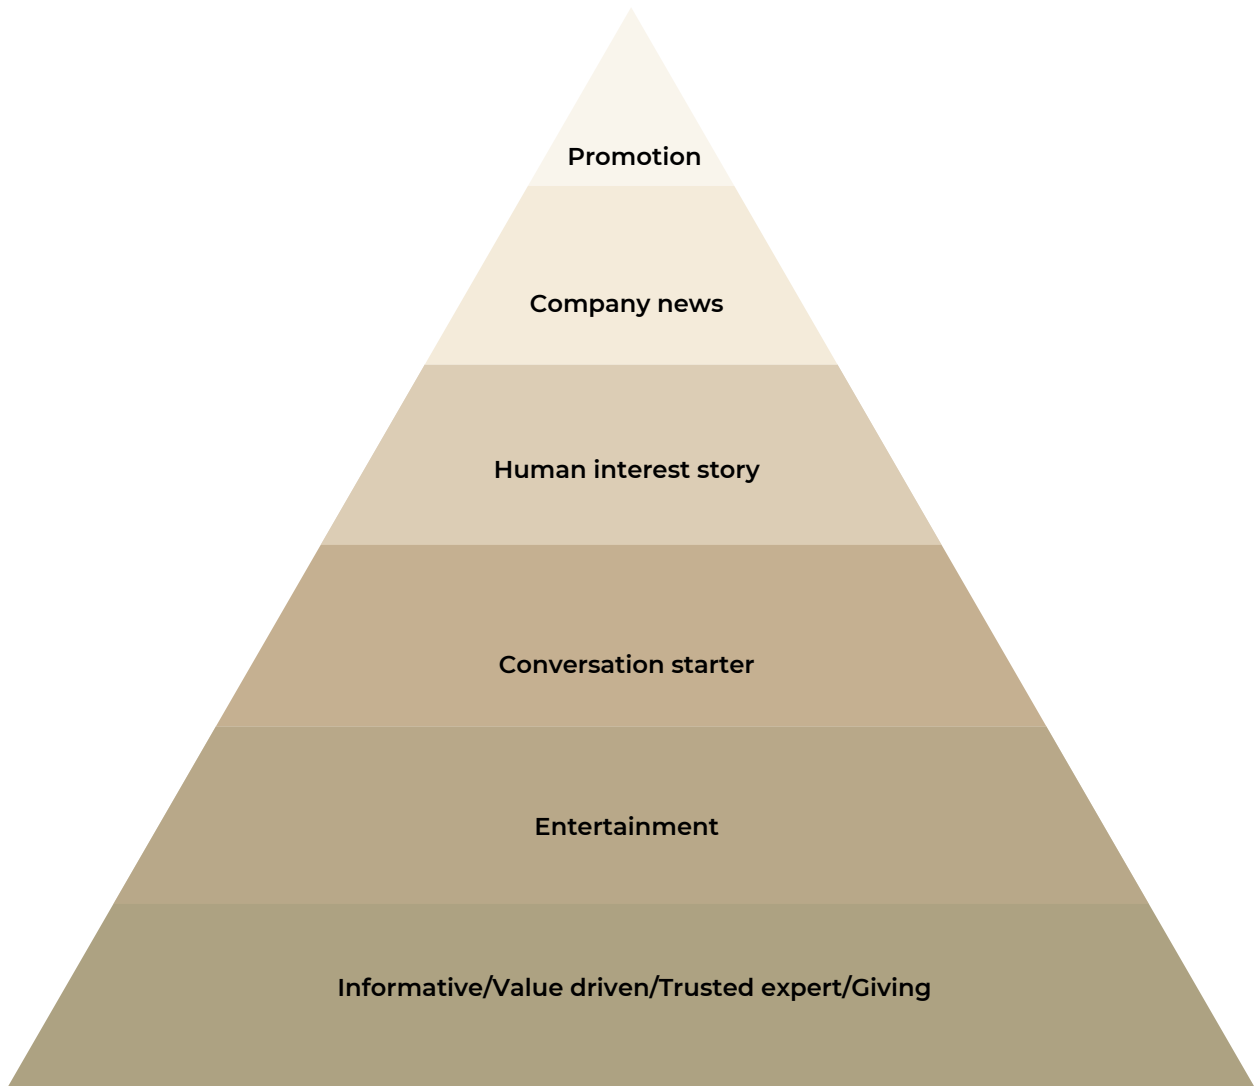 Promotion
Company news
Human interest story
Conversation starter
Entertainment
Informative/Value driven/Trusted expert/Giving